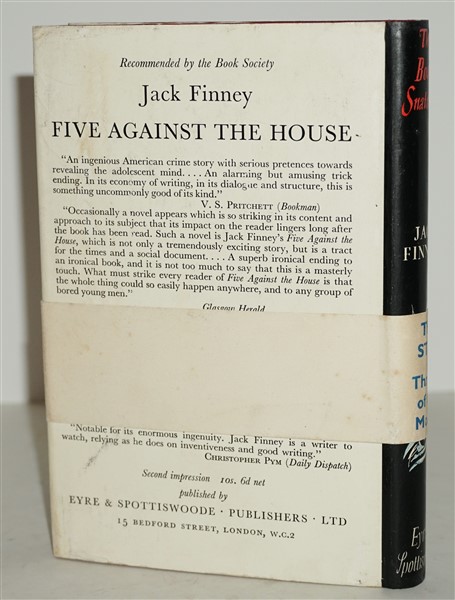 Recommended by the Book Society
Jack Finney
FIVE AGAINST THE HOUSE
"An ingenious American crime story with serious pretences towards
revealing the adolescent mind. . . . An alarming but amusing trick
ending. In its economy of writing, in its dialogue and structure, this is
something uncommonly good of its kind."
V. S. PRITCHETT (Bookman)
"Occasionally a novel appears which is so striking in its content and
approach to its subject that its impact on the reader lingers long after
the book has been read. Such a novel is Jack Finney's Five Against the
House, which is not only a tremendously exciting story, but is a tract
for the times and a social document. . . . A superb ironical ending to
an ironical book, and it is not too much to say that this is a masterly
touch. What must strike every reader of Five Against the House is that
the whole thing could so easily happen anywhere, and to any group of
bored young men."
Glasgow Herald
"Notable for its enormous ingenuity. Jack Finney is a writer to
watch, relying as he does on inventiveness and good writing."
CHRISTOPHER PYM (Daily Dispatch)
Second impression 10s. 6d net
published by
EYRE & SPOTTISWOODE · PUBLISHERS · LTD
15 BEDFORD STREET, LONDON, W.C.2